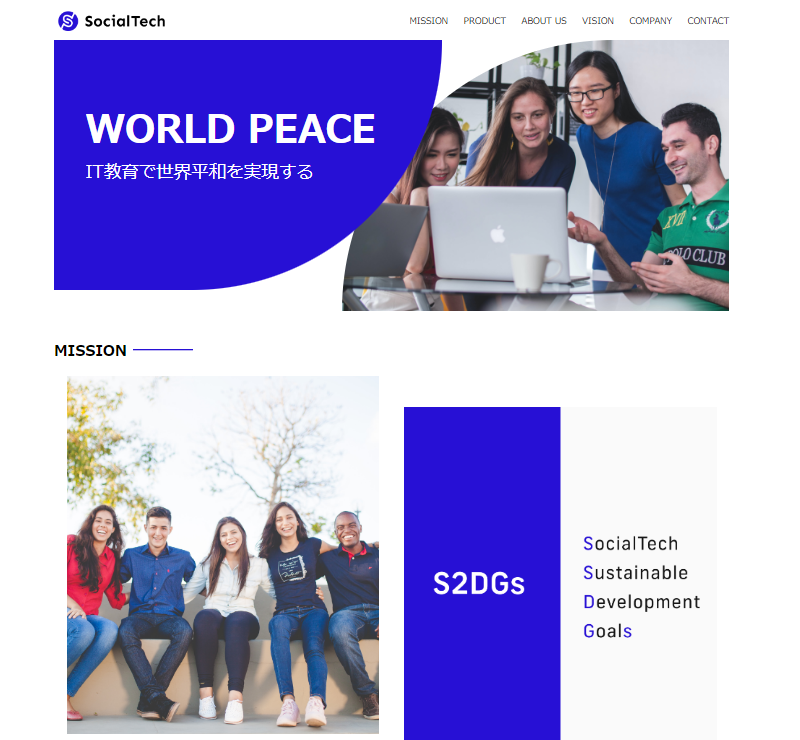 SocialTech
MISSION PRODUCT ABOUT US VISION COMPANY CONTACT
WORLD PEACE
IT教育で世界平和を実現する
XVII
POLO CLUB
MISSION
S2DGs
SocialTech
Sustainable
Development
Goals